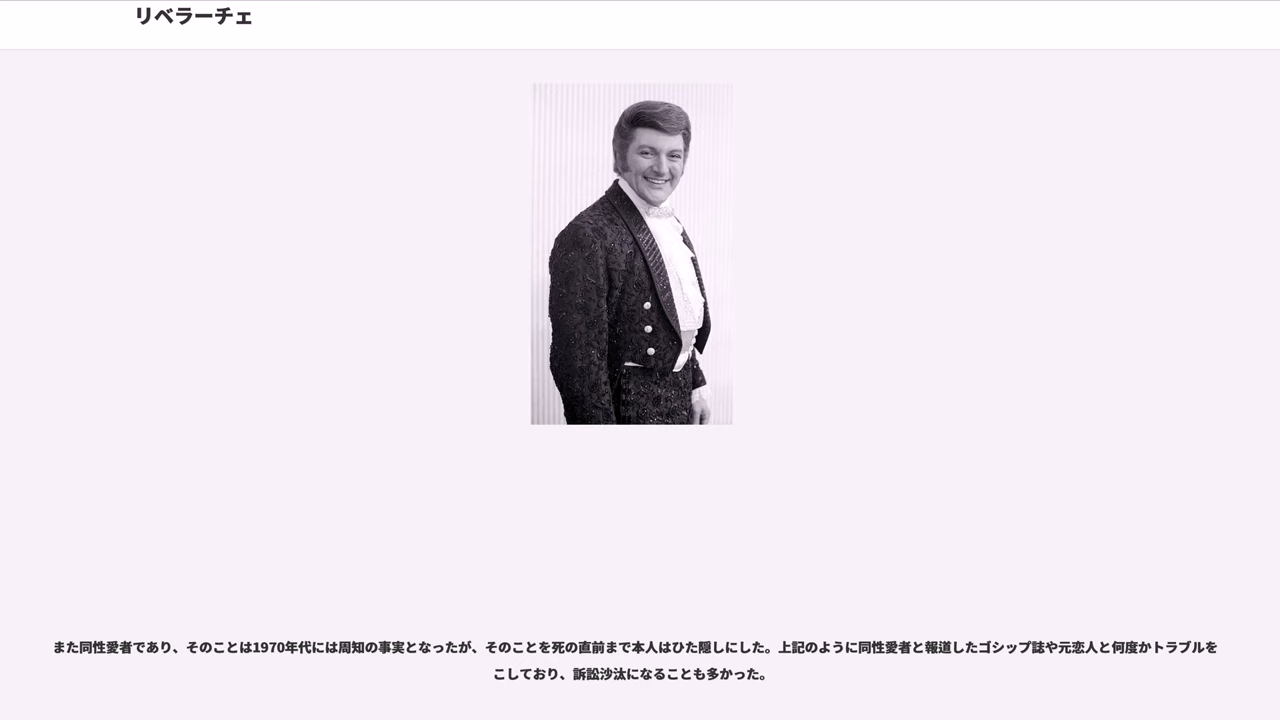 リベラーチェ
また同性愛者であり、そのことは1970年代には周知の事実となったが、そのことを死の直前まで本人はひた隠しにした。上記のように同性愛者と報道したゴシップ誌や元恋人と何度かトラブルを
こしており、訴訟沙汰になることも多かった。